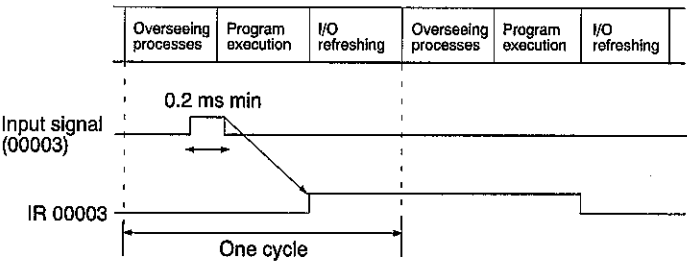 Overseeing processes
Program execution
I/O refreshing
Overseeing processes
Program execution
I/O refreshing
0.2 ms min
Input signal
(00003)
IR 00003
One cycle